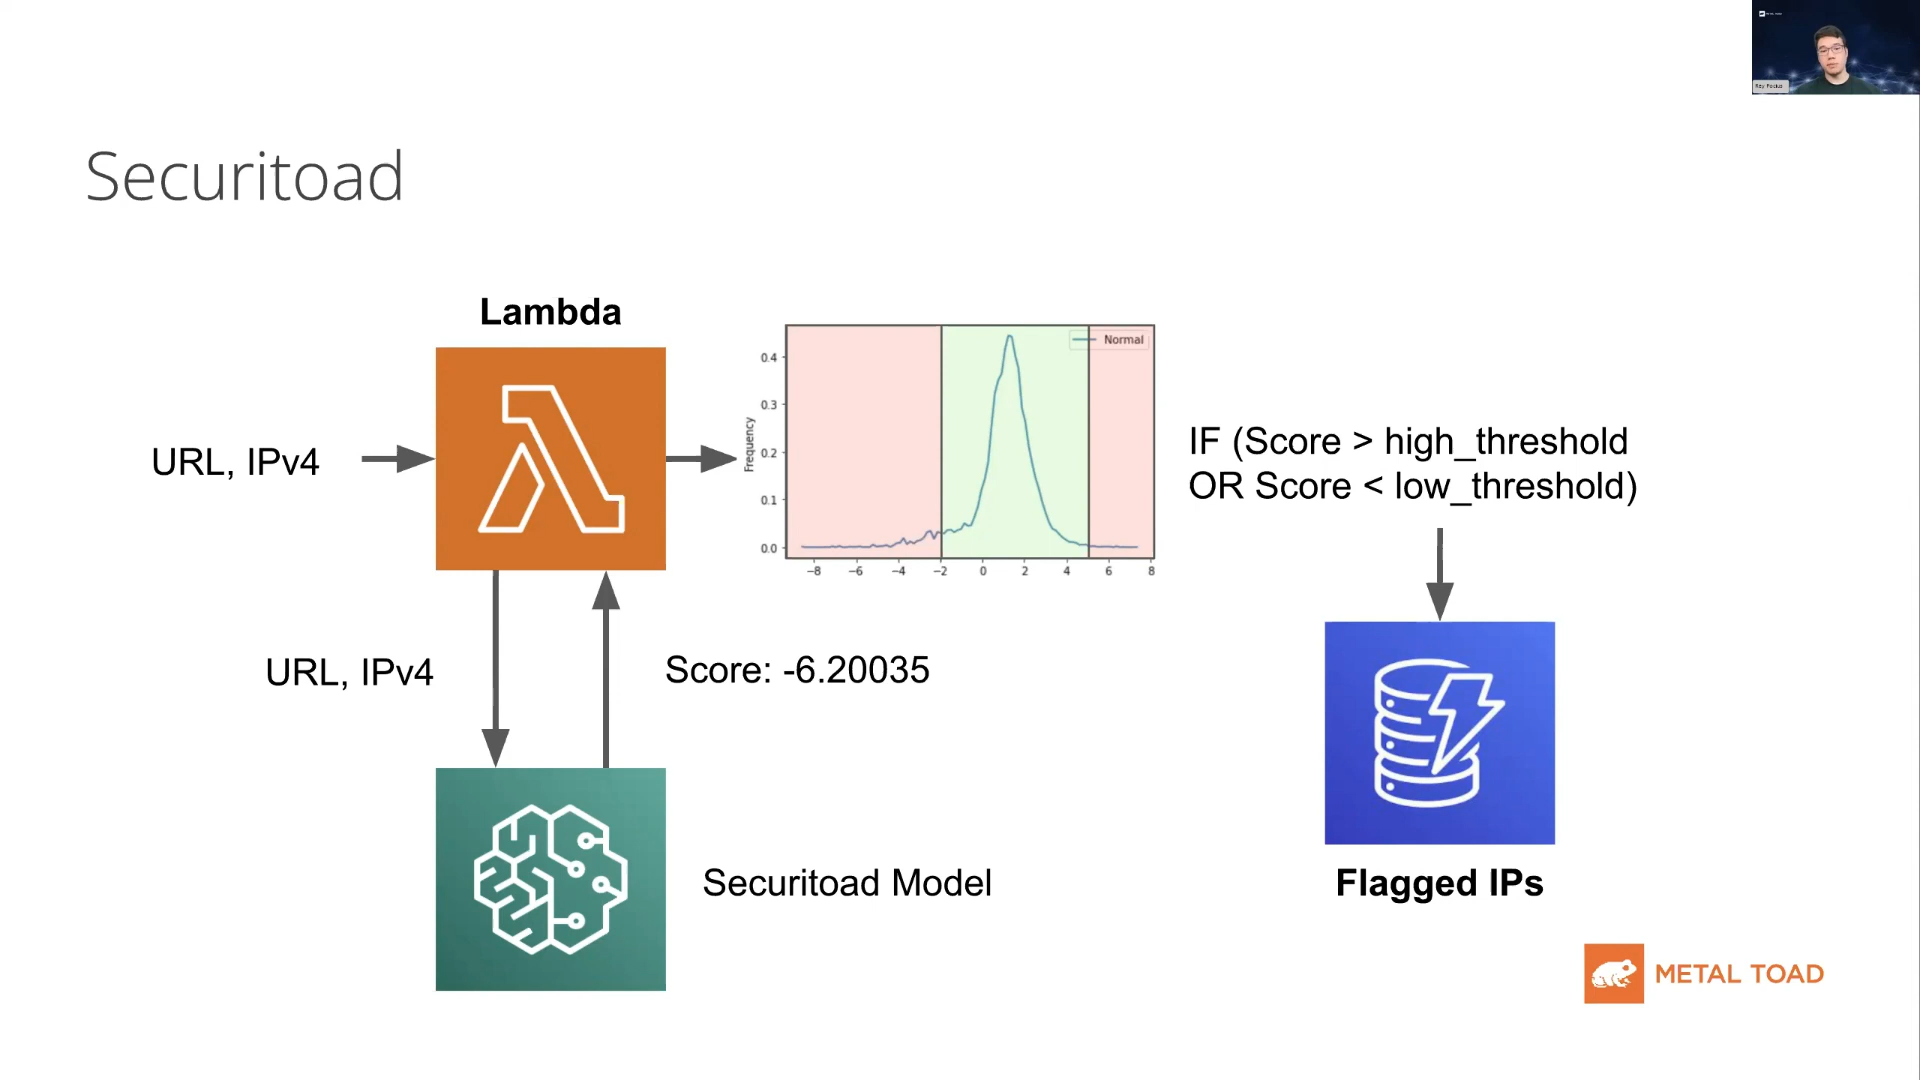 Securitoad
Lambda
URL, IPv4
Normal
Frequency
0.4
0.3
0.2
0.1
0.0
−8 −6 −4 −2 0 2 4 6 8
IF (Score > high_threshold
OR Score < low_threshold)
URL, IPv4
Score: -6.20035
Securitoad Model
Flagged IPs
METAL TOAD